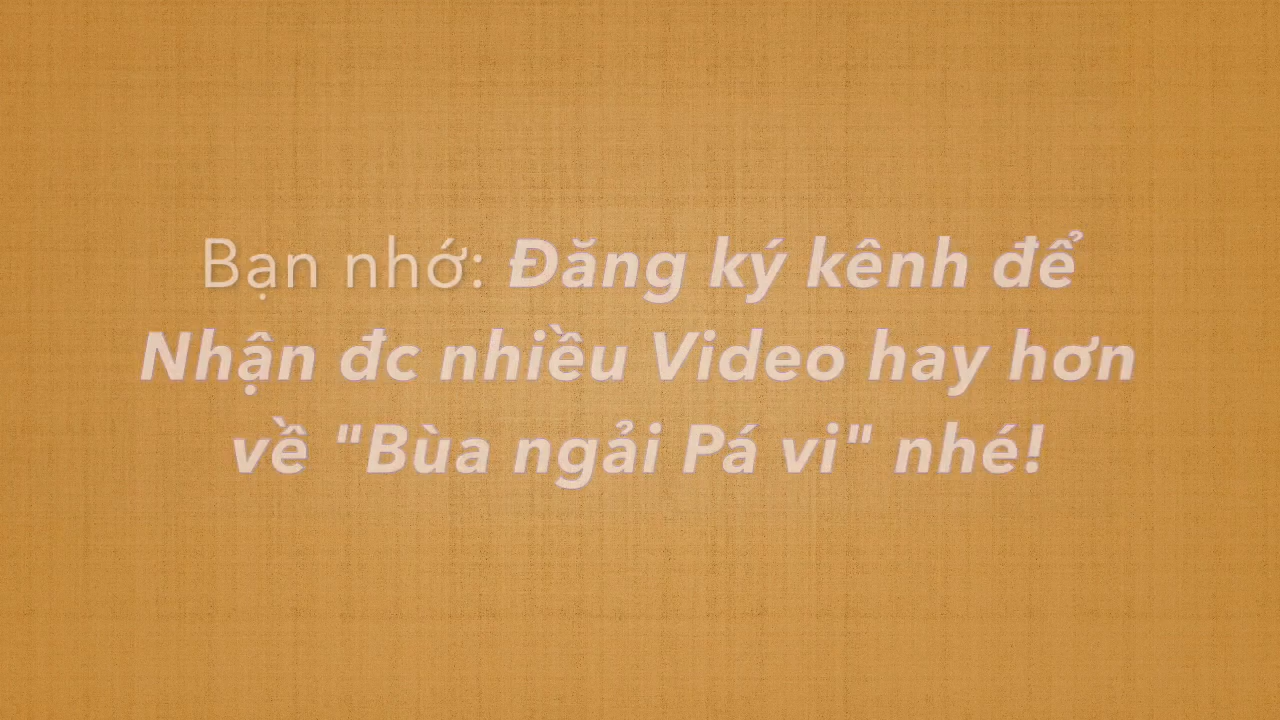 Bạn nhớ: Đăng ký kênh để
Nhận đc nhiều Video hay hơn
về "Bùa ngải Pá vi" nhé!